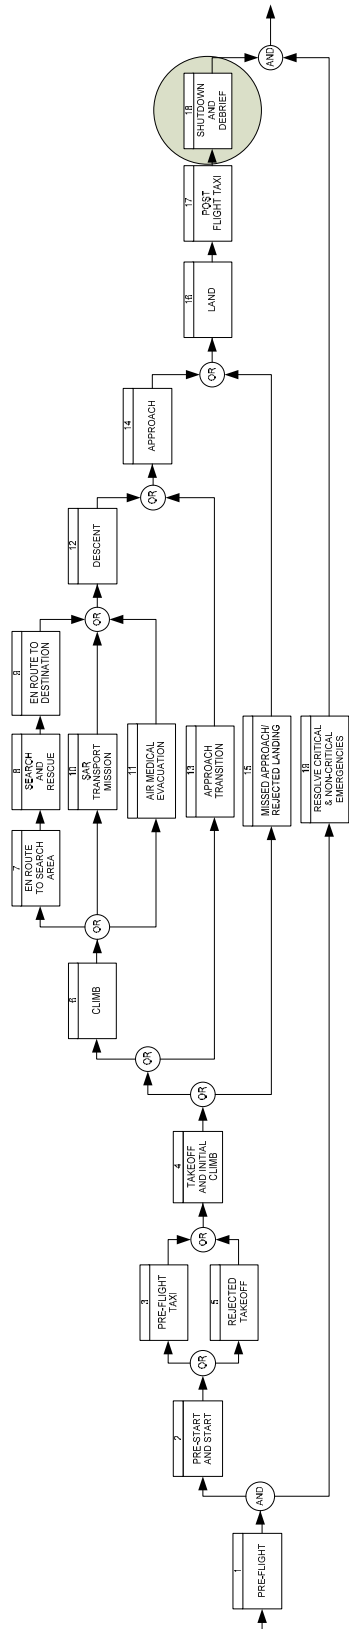 1
PRE-FLIGHT
AND
2
PRE-START
AND START
OR
3
PRE-FLIGHT
TAXI
5
REJECTED
TAKEOFF
OR
4
TAKEOFF
AND INITIAL
CLIMB
OR
OR
6
CLIMB
OR
7
EN ROUTE
TO SEARCH
AREA
8
SEARCH
AND
RESCUE
9
EN ROUTE TO
DESTINATION
10
SAR
TRANSPORT
MISSION
11
AIR MEDICAL
EVACUATION
OR
12
DESCENT
13
APPROACH
TRANSITION
OR
14
APPROACH
15
MISSED APPROACH/
REJECTED LANDING
OR
16
LAND
17
POST
FLIGHT TAXI
18
SHUTDOWN
AND
DEBRIEF
19
RESOLVE CRITICAL
& NON-CRITICAL
EMERGENCIES
AND